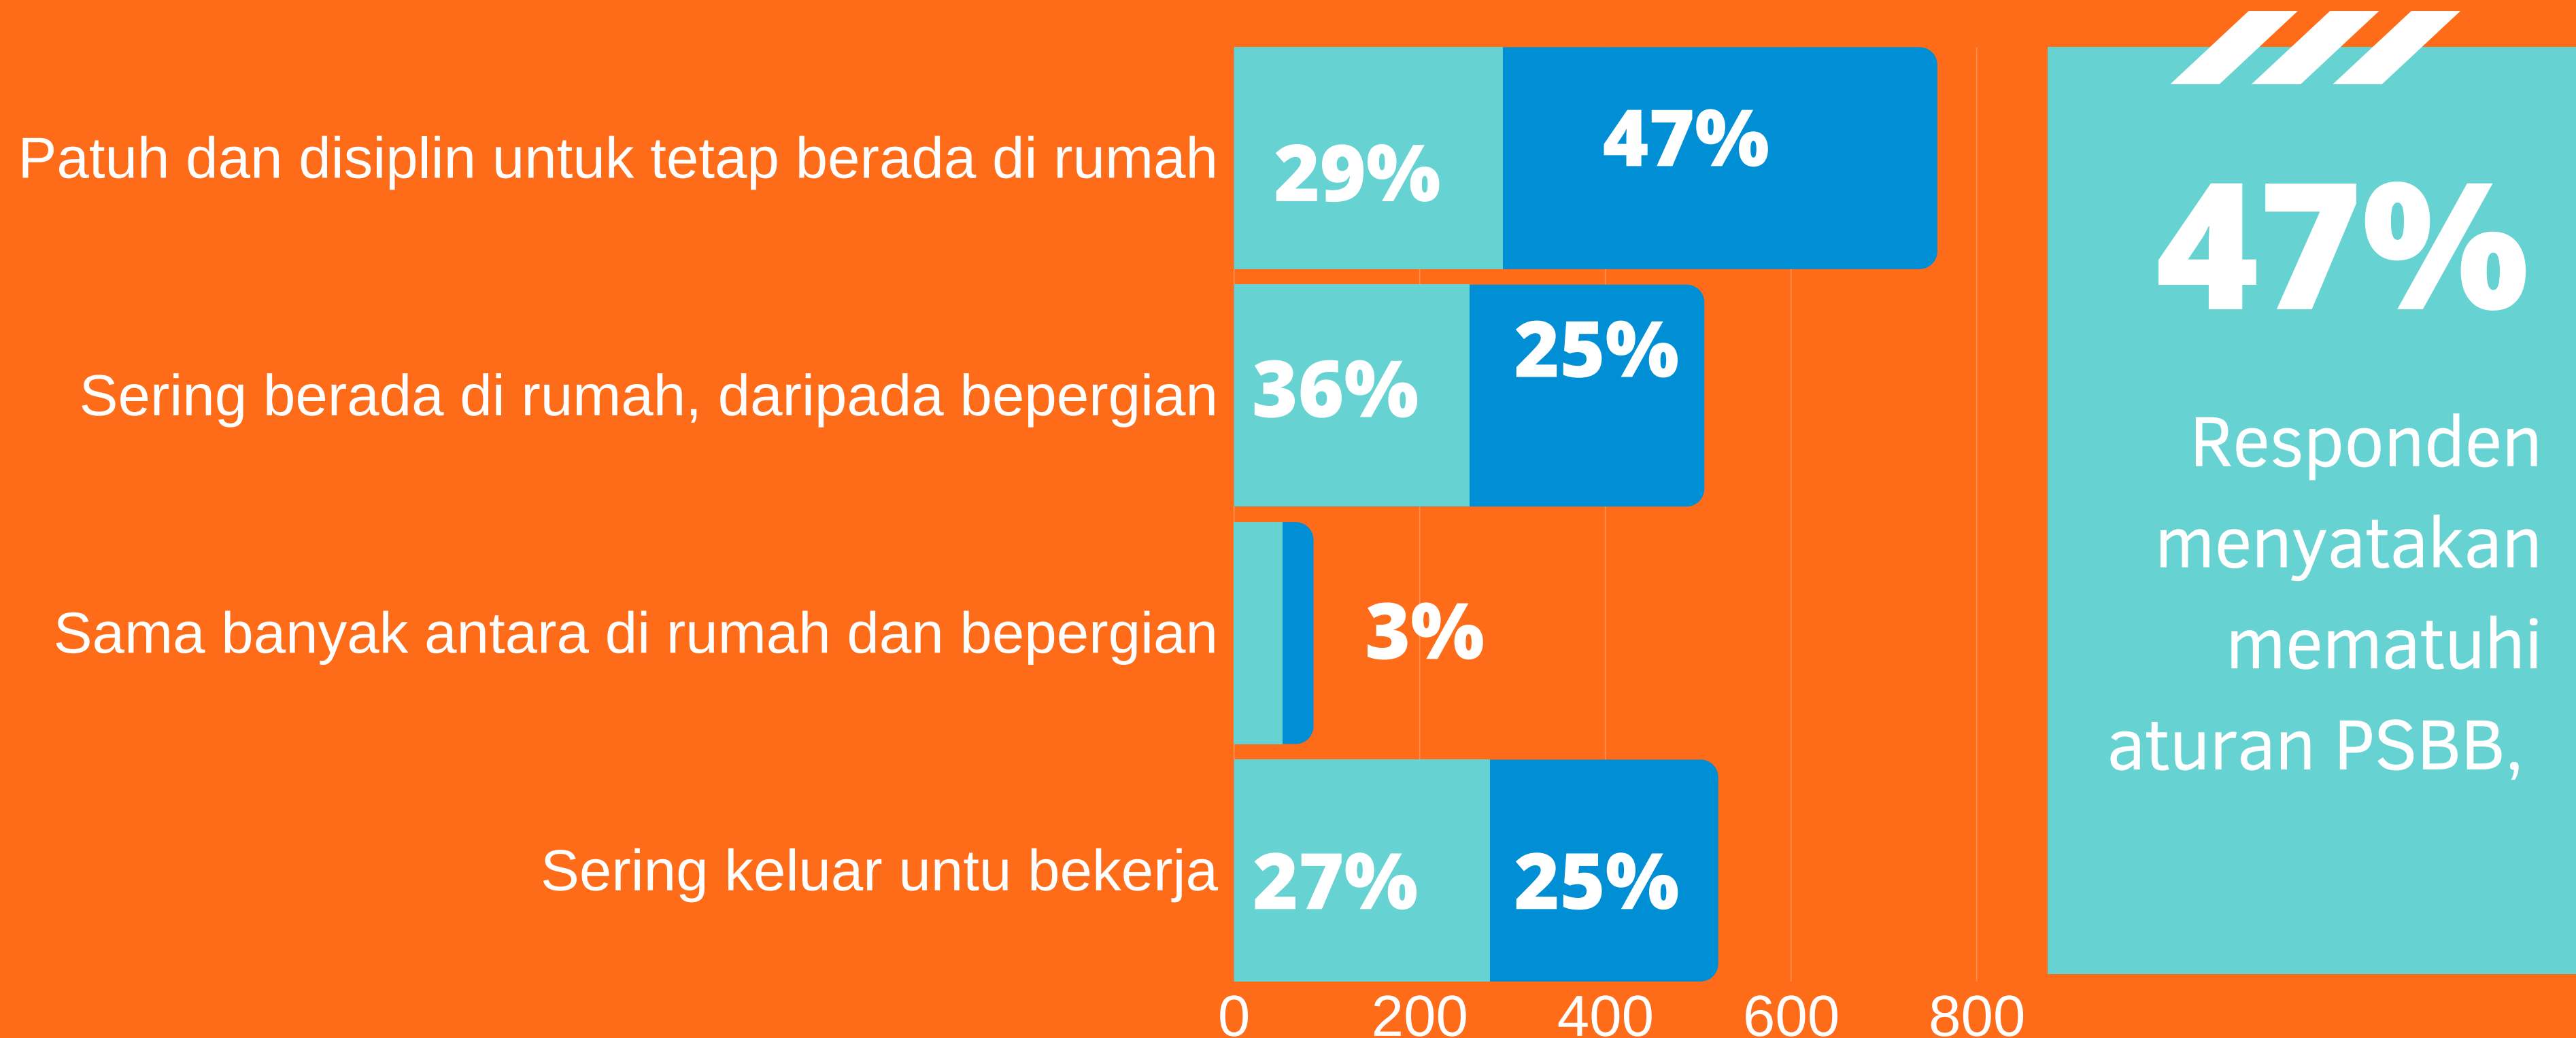 Patuh dan disiplin untuk tetap berada di rumah
29%
47%
Sering berada di rumah, daripada bepergian
36%
25%
Sama banyak antara di rumah dan bepergian
3%
Sering keluar untu bekerja
27%
25%
0 200 400 600 800
47%
Responden
menyatakan
mematuhi
aturan PSBB,